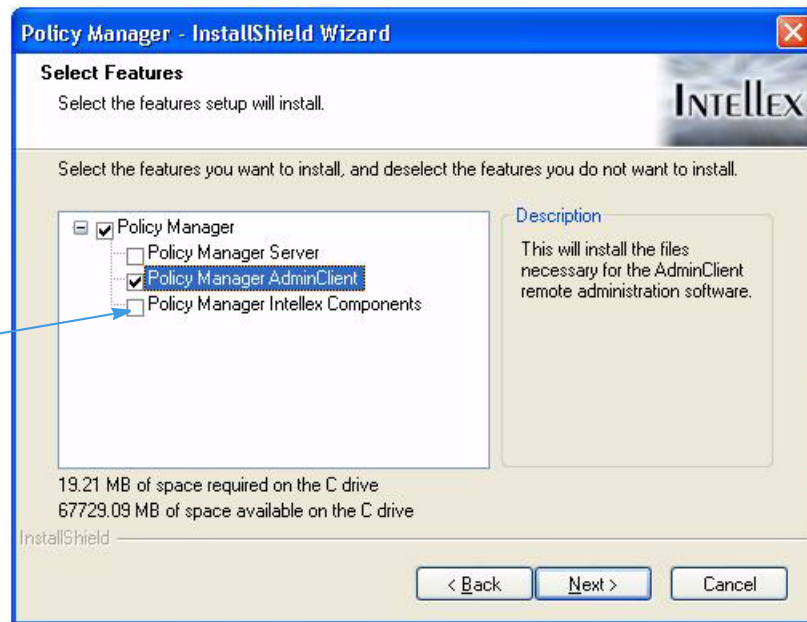 Policy Manager - InstallShield Wizard
Select Features
Select the features setup will install.
INTELLEX
Select the features you want to install, and deselect the features you do not want to install.
Policy Manager
Policy Manager Server
Policy Manager AdminClient
Policy Manager Intellex Components
Description
This will install the files
necessary for the AdminClient
remote administration software.
19.21 MB of space required on the C drive
67729.09 MB of space available on the C drive
InstallShield
< Back
Next >
Cancel